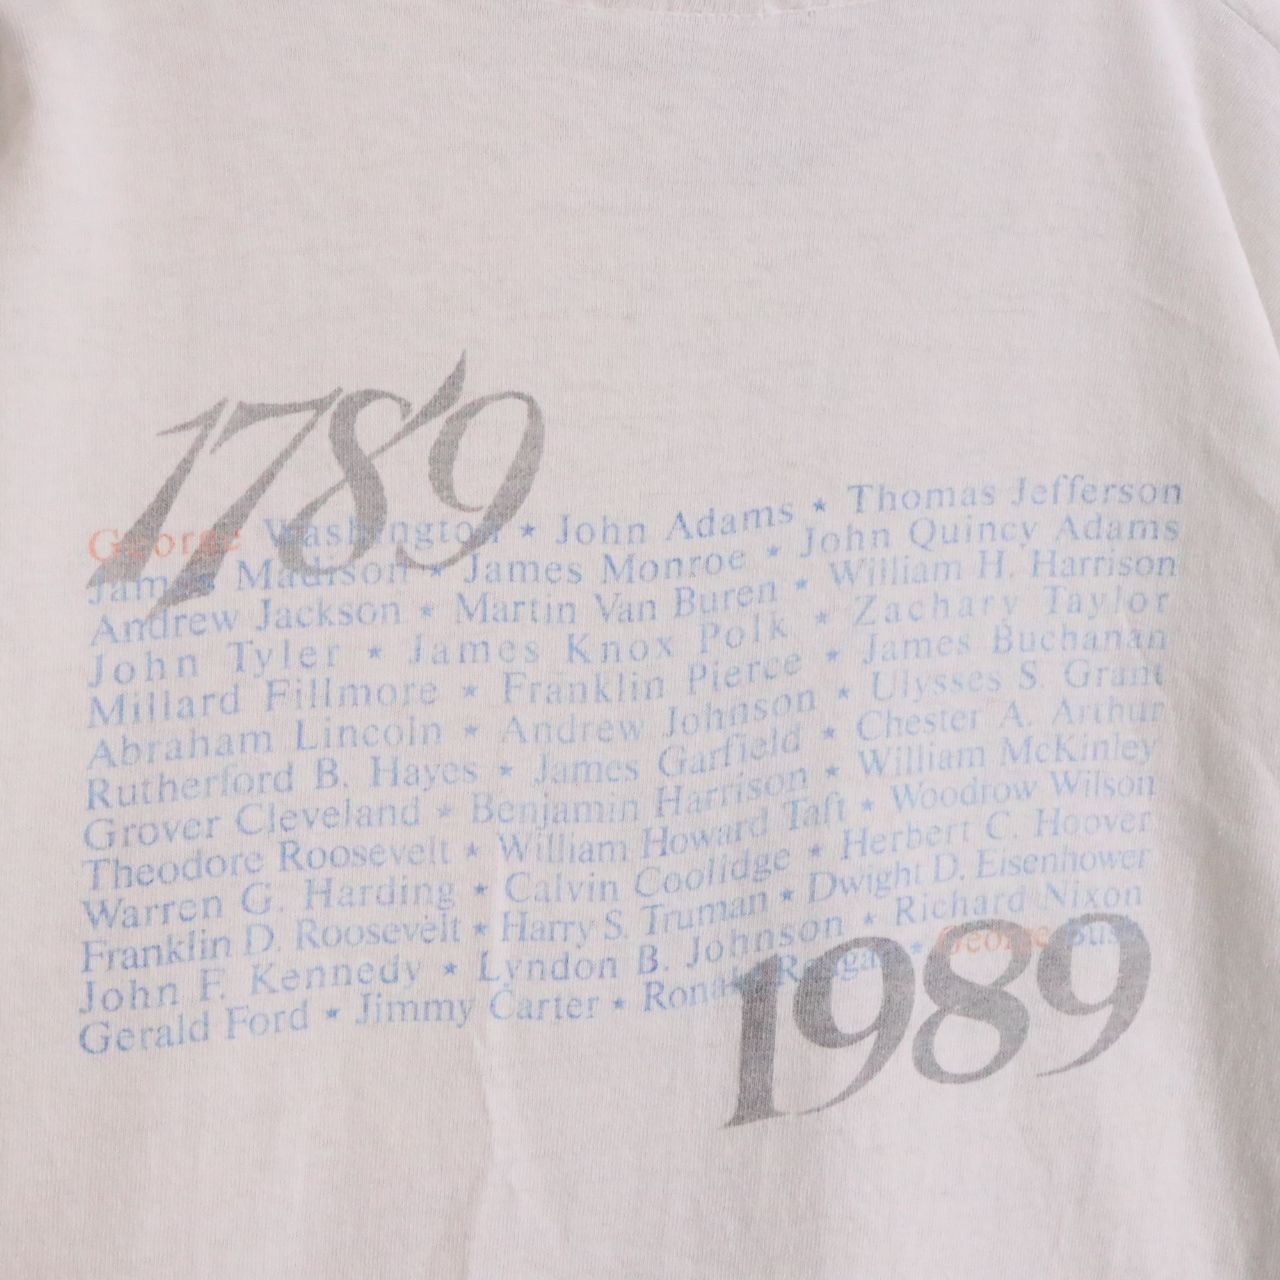 1789
George Washington ★ John Adams ★ Thomas Jefferson
James Madison ★ James Monroe ★ John Quincy Adams
Andrew Jackson ★ Martin Van Buren ★ William H. Harrison
John Tyler ★ James Knox Polk ★ Zachary Taylor
Millard Fillmore ★ Franklin Pierce ★ James Buchanan
Abraham Lincoln ★ Andrew Johnson ★ Ulysses S. Grant
Rutherford B. Hayes ★ James Garfield ★ Chester A. Arthur
Grover Cleveland ★ Benjamin Harrison ★ William McKinley
Theodore Roosevelt ★ William Howard Taft ★ Woodrow Wilson
Warren G. Harding ★ Calvin Coolidge ★ Herbert C. Hoover
Franklin D. Roosevelt ★ Harry S. Truman ★ Dwight D. Eisenhower
John F. Kennedy ★ Lyndon B. Johnson ★ Richard Nixon
Gerald Ford ★ Jimmy Carter ★ Ronald Reagan ★ George Bush
1989